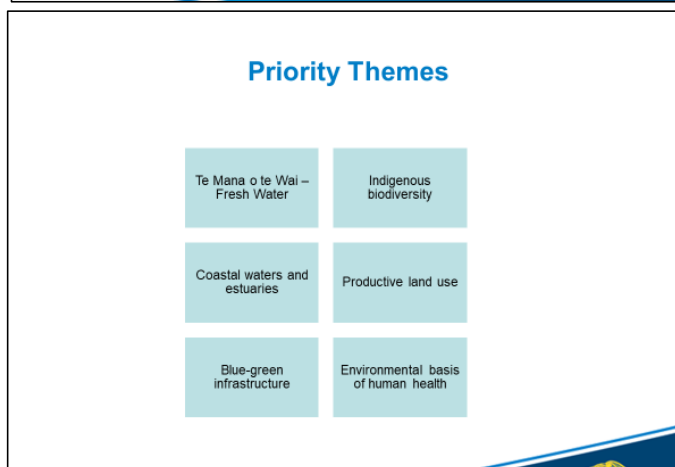 Priority Themes
Te Mana o te Wai –
Fresh Water
Indigenous
biodiversity
Coastal waters and
estuaries
Productive land use
Blue-green
infrastructure
Environmental basis
of human health